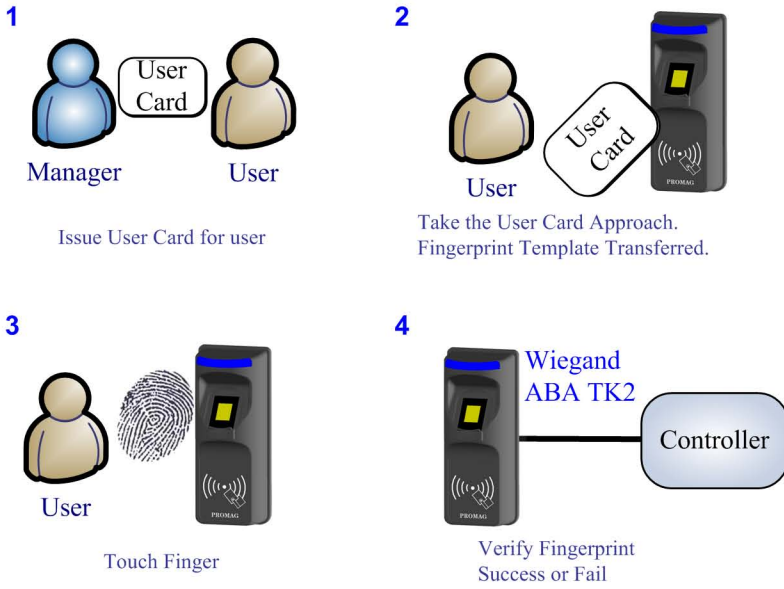 1
User
Card
Manager
User
Issue User Card for user
2
User
Card
PROMAG
User
Take the User Card Approach.
Fingerprint Template Transferred.
3
PROMAG
User
Touch Finger
4
Wiegand
ABA TK2
Controller
PROMAG
Verify Fingerprint
Success or Fail